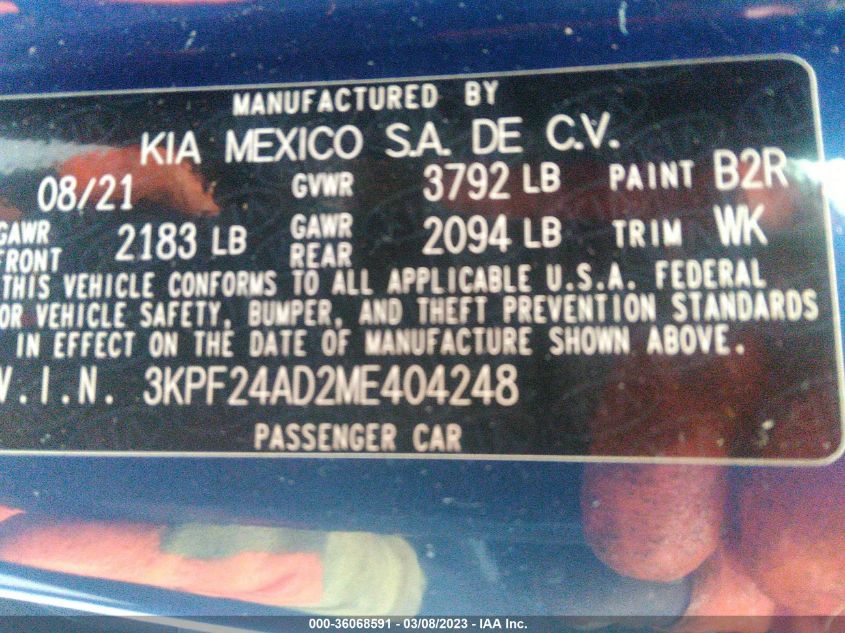 MANUFACTURED BY
KIA MEXICO S.A. DE C.V.
08/21 GVWR 3792 LB PAINT B2R
GAWR FRONT 2183 LB GAWR REAR 2094 LB TRIM WK
THIS VEHICLE CONFORMS TO ALL APPLICABLE U.S.A. FEDERAL
OR VEHICLE SAFETY, BUMPER, AND THEFT PREVENTION STANDARDS
IN EFFECT ON THE DATE OF MANUFACTURE SHOWN ABOVE.
V.I.N. 3KPF24AD2ME404248
PASSENGER CAR
000-36068591 - 03/08/2023 - IAA Inc.